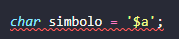 char simbolo = '$a';